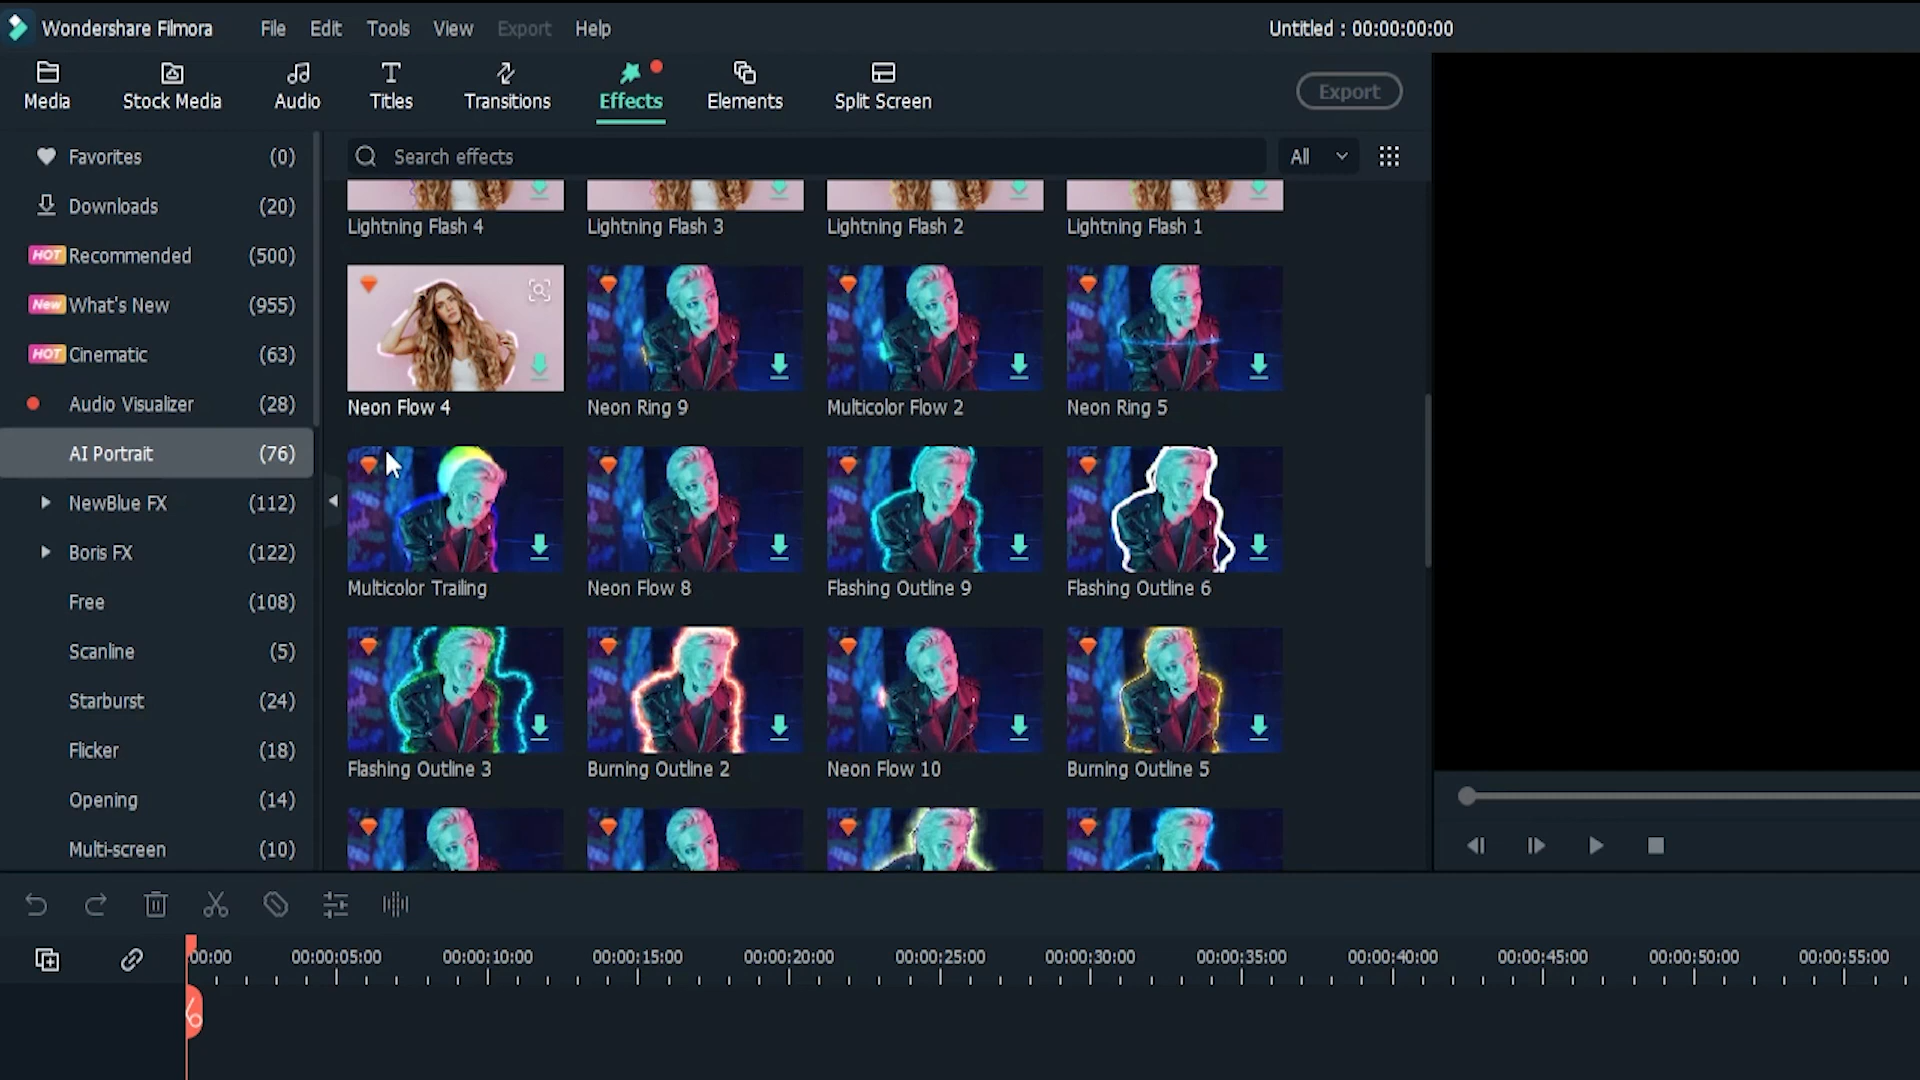 Wondershare Filmora File Edit Tools View Export Help Untitled : 00:00:00:00
Media Stock Media Audio Titles Transitions Effects Elements Split Screen Export
Favorites (0)
Downloads (20)
HOT Recommended (500)
New What's New (955)
HOT Cinematic (63)
Audio Visualizer (28)
AI Portrait (76)
NewBlue FX (112)
Boris FX (122)
Free (108)
Scanline (5)
Starburst (24)
Flicker (18)
Opening (14)
Multi-screen (10)
Search effects All
Lightning Flash 4 Lightning Flash 3 Lightning Flash 2 Lightning Flash 1
Neon Flow 4 Neon Ring 9 Multicolor Flow 2 Neon Ring 5
Multicolor Trailing Neon Flow 8 Flashing Outline 9 Flashing Outline 6
Flashing Outline 3 Burning Outline 2 Neon Flow 10 Burning Outline 5
00:00 00:00:05:00 00:00:10:00 00:00:15:00 00:00:20:00 00:00:25:00 00:00:30:00 00:00:35:00 00:00:40:00 00:00:45:00 00:00:50:00 00:00:55:00